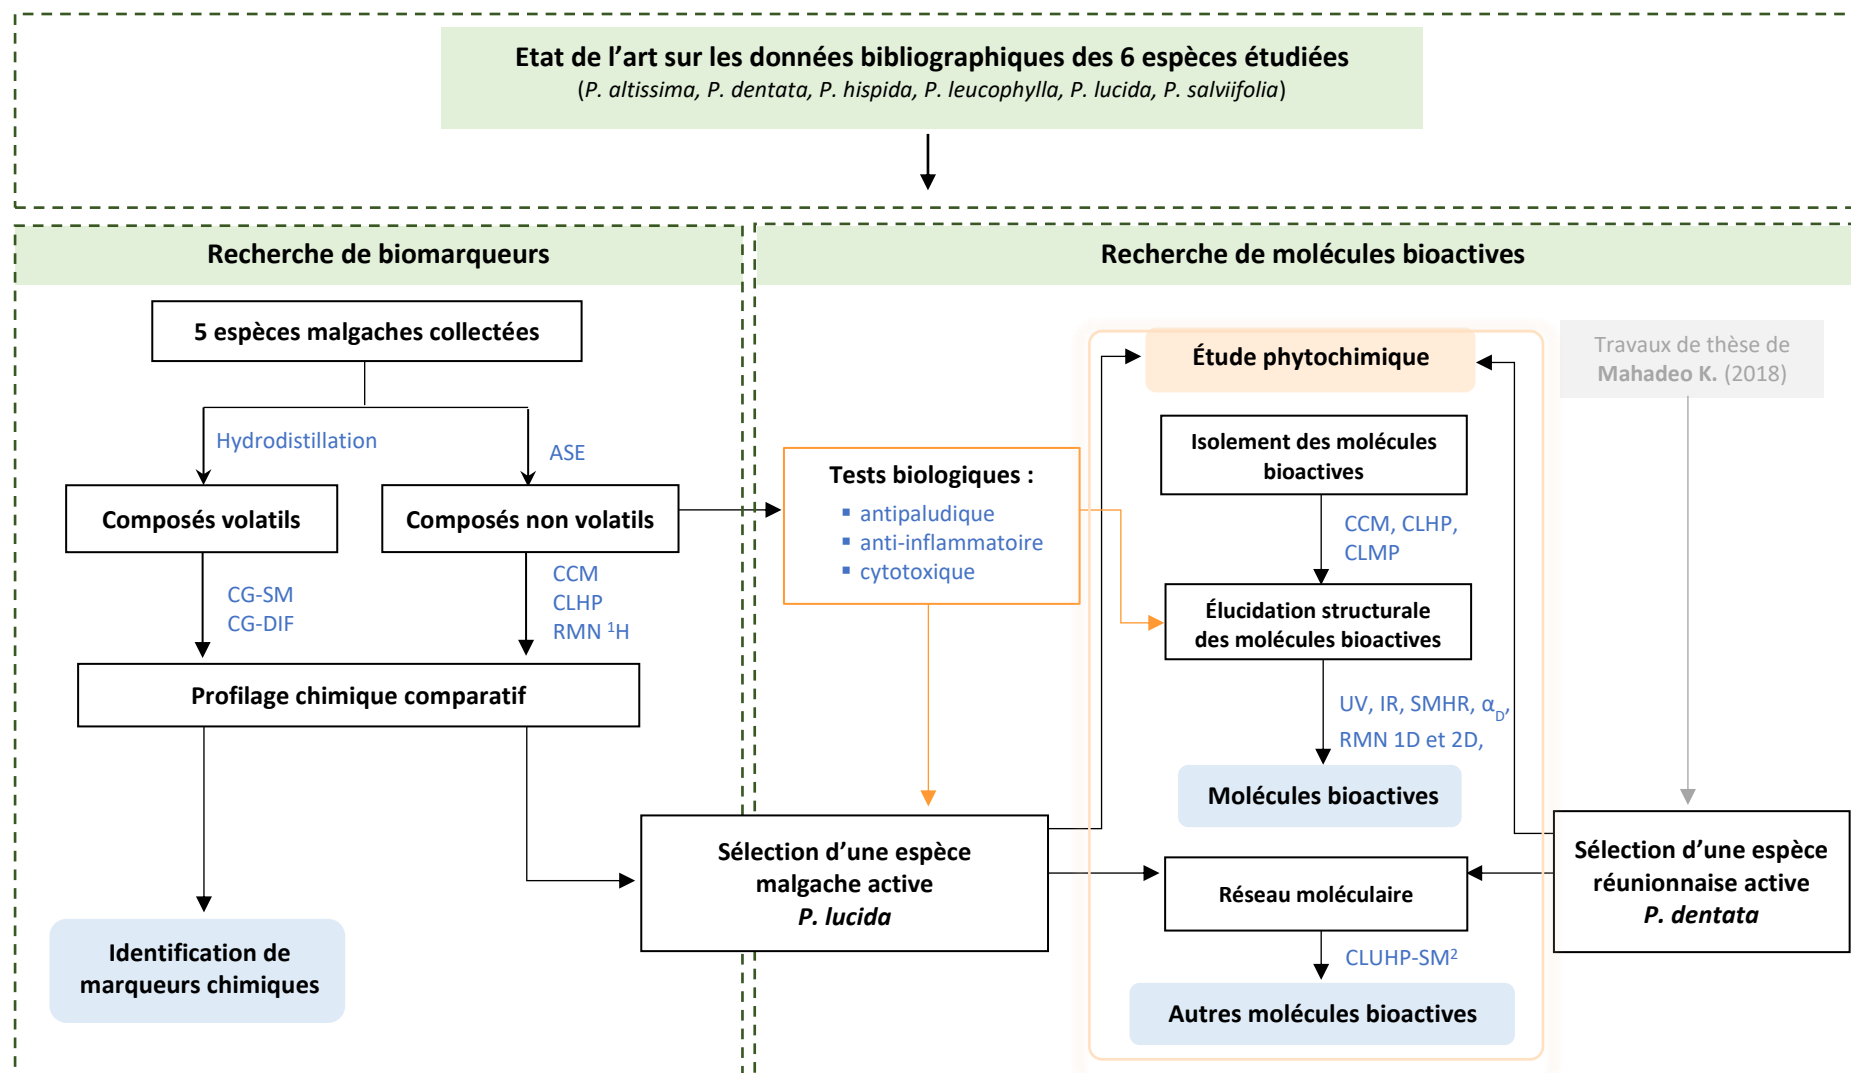 Etat de l’art sur les données bibliographiques des 6 espèces étudiées
(P. altissima, P. dentata, P. hispida, P. leucophylla, P. lucida, P. salviifolia)
Recherche de biomarqueurs
5 espèces malgaches collectées
Hydrodistillation
ASE
Composés volatils
Composés non volatils
CG-SM
CG-DIF
CCM
CLHP
RMN ¹H
Profilage chimique comparatif
Identification de
marqueurs chimiques
Recherche de molécules bioactives
Tests biologiques :
▪ antipaludique
▪ anti-inflammatoire
▪ cytotoxique
Sélection d’une espèce
malgache active
P. lucida
Étude phytochimique
Isolement des molécules
bioactives
CCM, CLHP,
CLMP
Élucidation structurale
des molécules bioactives
UV, IR, SMHR, α_D,
RMN 1D et 2D,
Molécules bioactives
Réseau moléculaire
CLUHP-SM²
Autres molécules bioactives
Travaux de thèse de
Mahadeo K. (2018)
Sélection d’une espèce
réunionnaise active
P. dentata